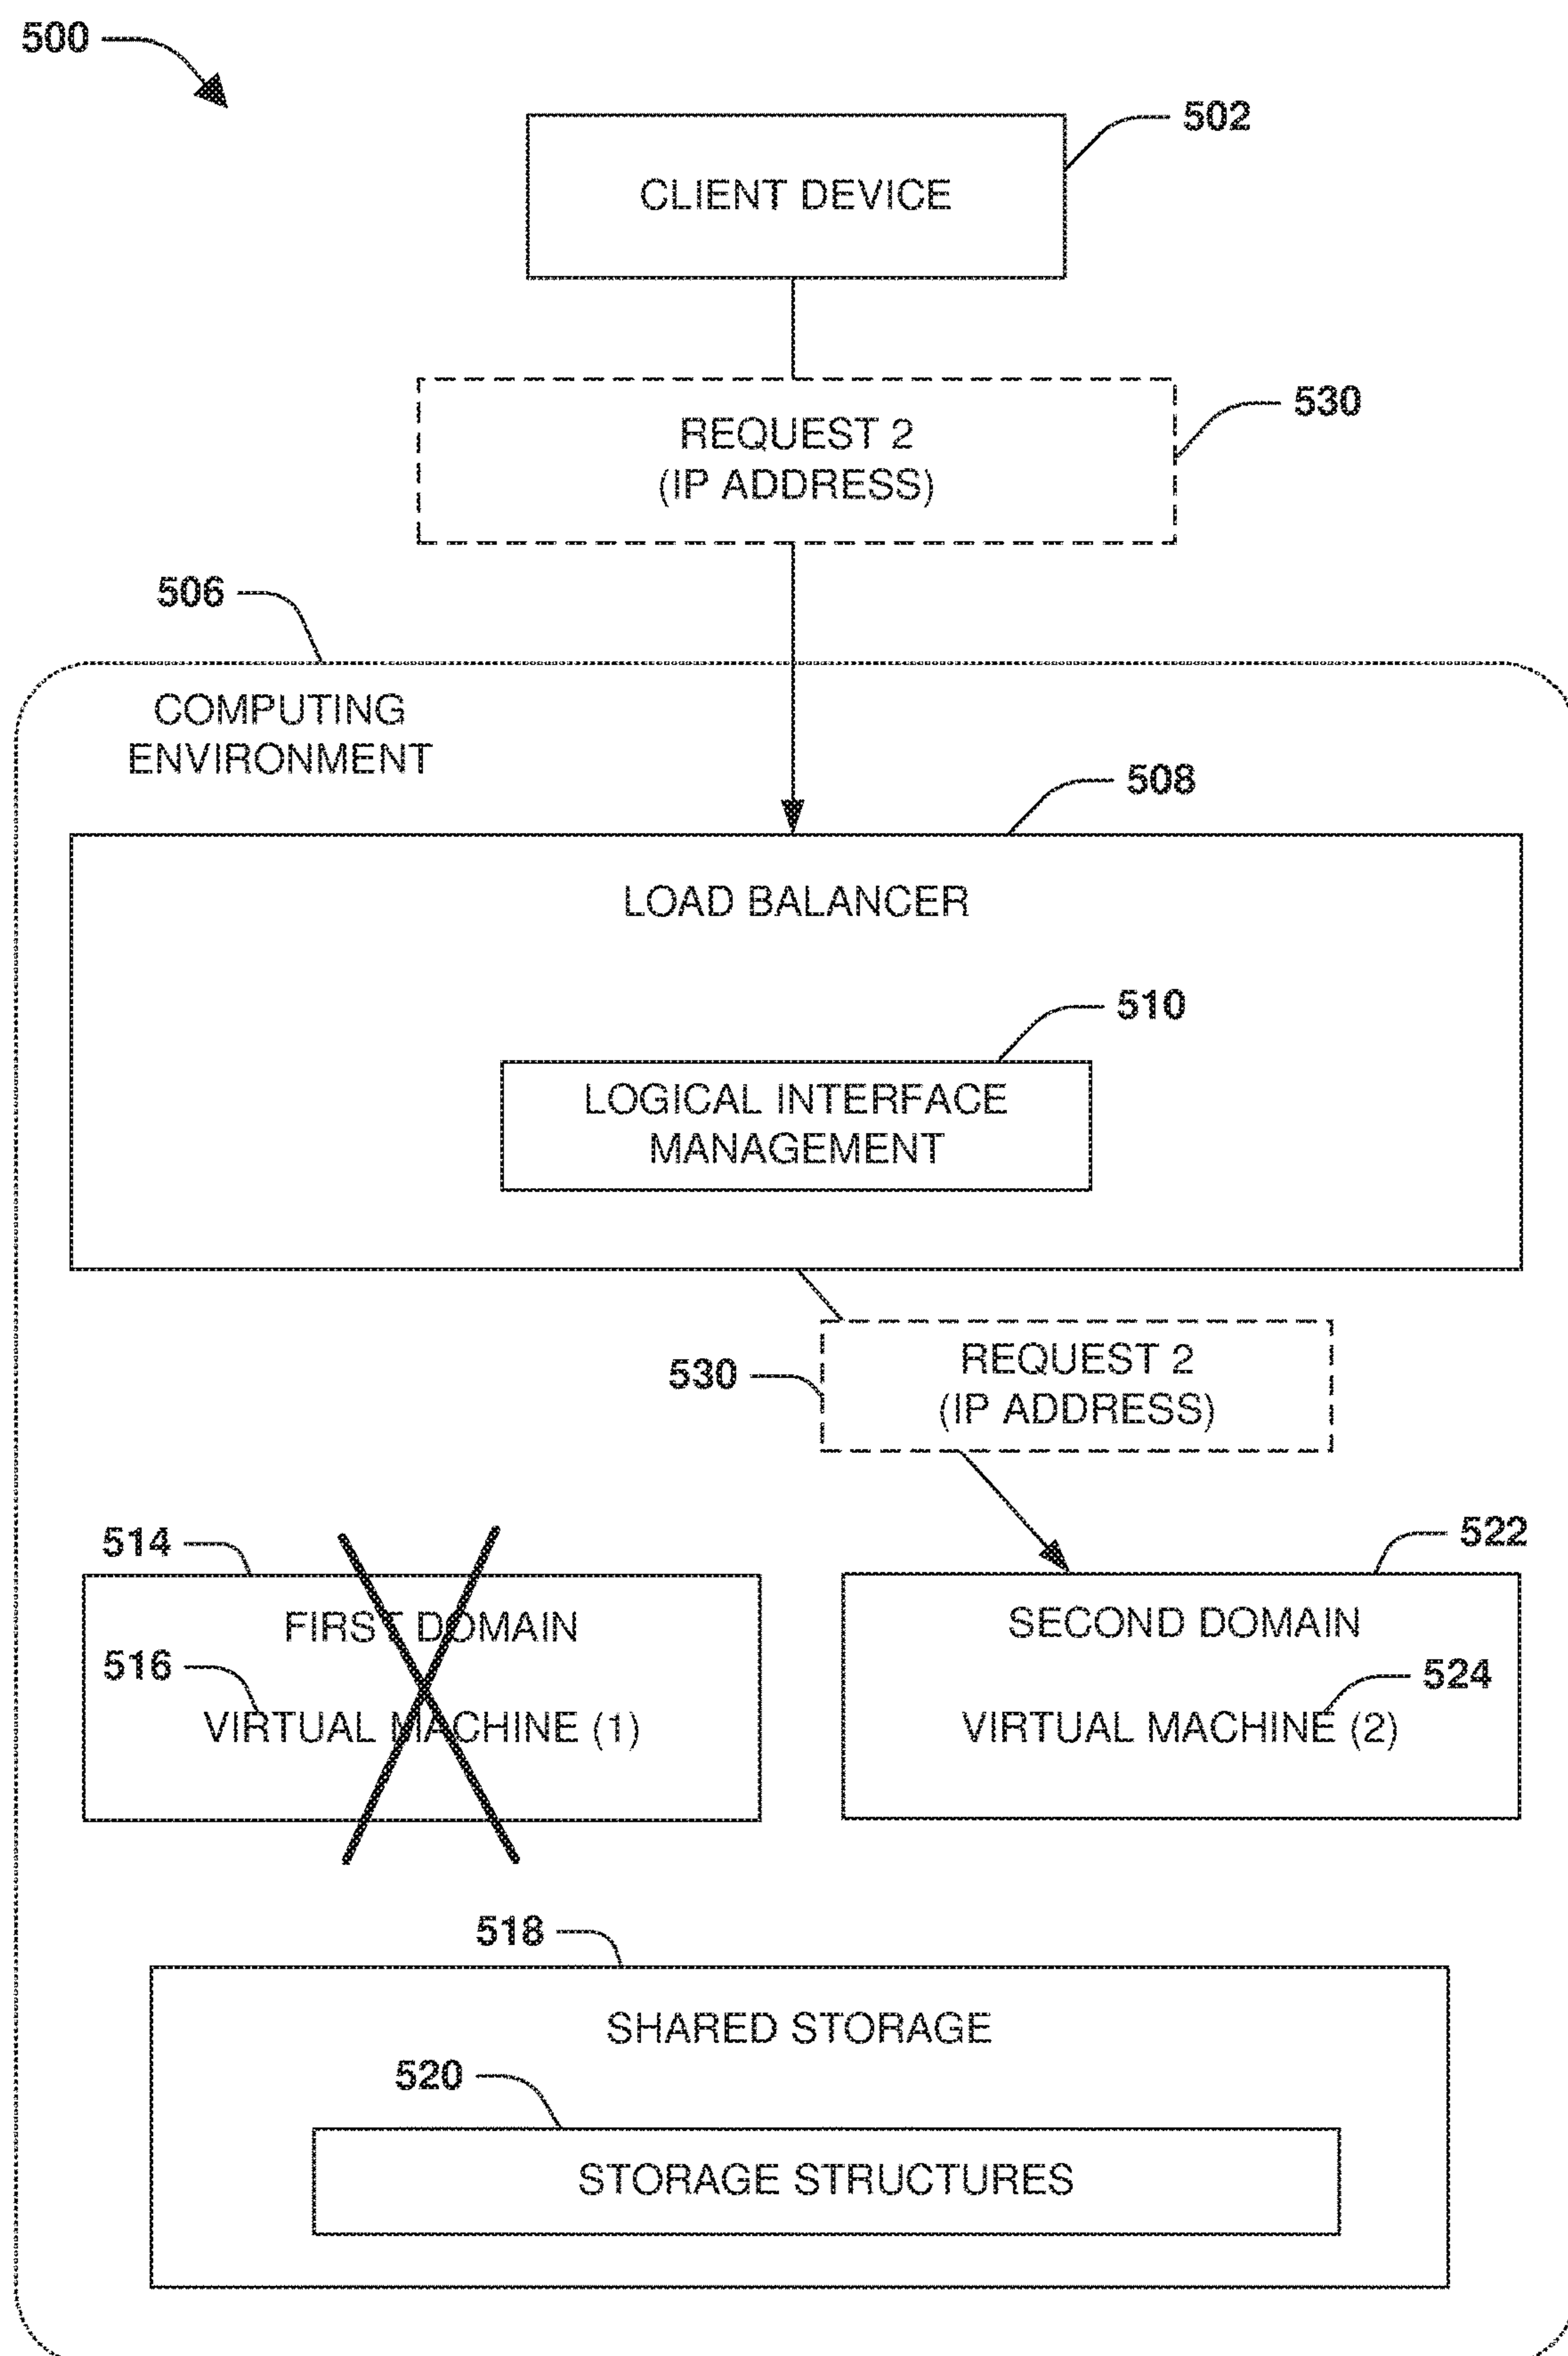 500
502
CLIENT DEVICE
530
REQUEST 2
(IP ADDRESS)
506
COMPUTING
ENVIRONMENT
508
LOAD BALANCER
510
LOGICAL INTERFACE
MANAGEMENT
530
REQUEST 2
(IP ADDRESS)
514
FIRST DOMAIN
516
VIRTUAL MACHINE (1)
522
SECOND DOMAIN
524
VIRTUAL MACHINE (2)
518
SHARED STORAGE
520
STORAGE STRUCTURES